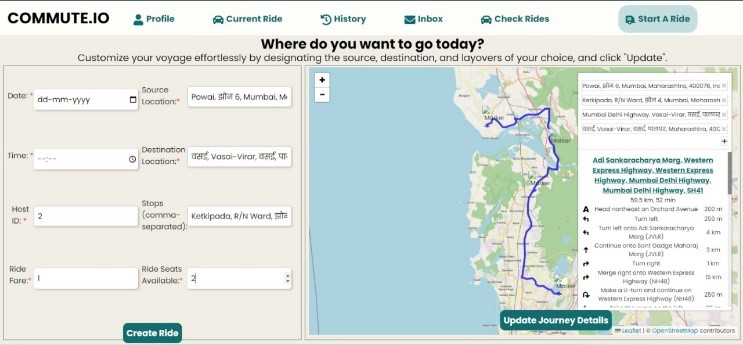 COMMUTE.IO
Profile
Current Ride
History
Inbox
Check Rides
Start A Ride
Where do you want to go today?
Customize your voyage effortlessly by designating the source, destination, and layovers of your choice, and click "Update".
Date:*
dd-mm-yyyy
Source Location:*
Powai, झोन 6, Mumbai, M
Time:*
--:--
Destination Location:*
वसई, Vasai-Virar, वसई, पा
Host ID:*
2
Stops (comma-separated):
Ketkipada, R/N Ward, झो
Ride Fare:*
1
Ride Seats Available:*
2
Create Ride
+
−
Marker
Marker
Marker
Marker
Powai, झोन 6, Mumbai, Maharashtra, 400076, In
Ketkipada, R/N Ward, झोन 4, Mumbai, Maharash
Mumbai Delhi Highway, Vasai-Virar, वसई, पालघर
वसई, Vasai-Virar, वसई, पालघर, Maharashtra, 401
+
Adi Sankaracharya Marg, Western Express Highway, Western Express Highway, Mumbai Delhi Highway, Mumbai Delhi Highway, SH41
59.5 km, 52 min
Head northeast on Orchard Avenue 200 m
Turn left 250 m
Turn left onto Adi Sankaracharya Marg (JVLR) 4 km
Continue onto Sant Gadge Maharaj Marg (JVLR) 3 km
Turn right 1 km
Merge right onto Western Express Highway (NH48) 15 km
Make a U-turn and continue on Western Express Highway (NH48) 250 m
Update Journey Details
Leaflet | © OpenStreetMap contributors